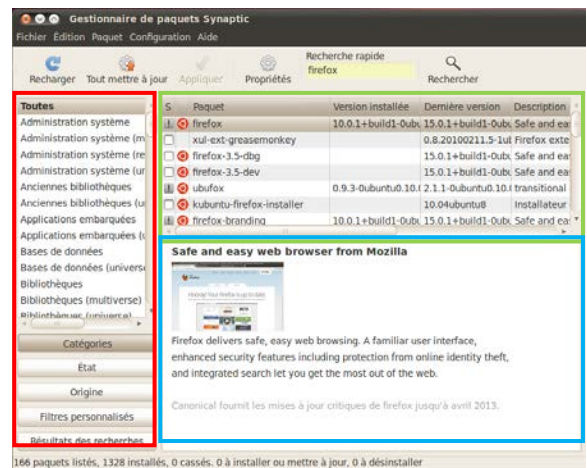 Gestionnaire de paquets Synaptic
Fichier Édition Paquet Configuration Aide
Recharger Tout mettre à jour Appliquer Propriétés
Recherche rapide
firefox
Rechercher
Toutes
Administration système
Administration système (m
Administration système (re
Administration système (ur
Anciennes bibliothèques
Anciennes bibliothèques (u
Applications embarquées
Applications embarquées (u
Bases de données
Bases de données (univers
Bibliothèques
Bibliothèques (multiverse)
Bibliothèques (universe)
Catégories
État
Origine
Filtres personnalisés
Résultats des recherches
S Paquet Version installée Dernière version Description
firefox 10.0.1+build1-0ubu 15.0.1+build1-0ubu Safe and ea
xul-ext-greasemonkey 0.8.20100211.5-1ub Firefox exte
firefox-3.5-dbg 15.0.1+build1-0ubu Safe and ea
firefox-3.5-dev 15.0.1+build1-0ubu Safe and ea
ubufox 0.9.3-0ubuntu0.10.( 2.1.1-0ubuntu0.10.( transitional
kubuntu-firefox-installer 10.04ubuntu8 Installateur
firefox-branding 10.0.1+build1-0ubu 15.0.1+build1-0ubu Safe and ea
Safe and easy web browser from Mozilla
Firefox delivers safe, easy web browsing. A familiar user interface,
enhanced security features including protection from online identity theft,
and integrated search let you get the most out of the web.
Canonical fournit les mises à jour critiques de firefox jusqu'à avril 2013.
166 paquets listés, 1328 installés, 0 cassés. 0 à installer ou mettre à jour, 0 à désinstaller